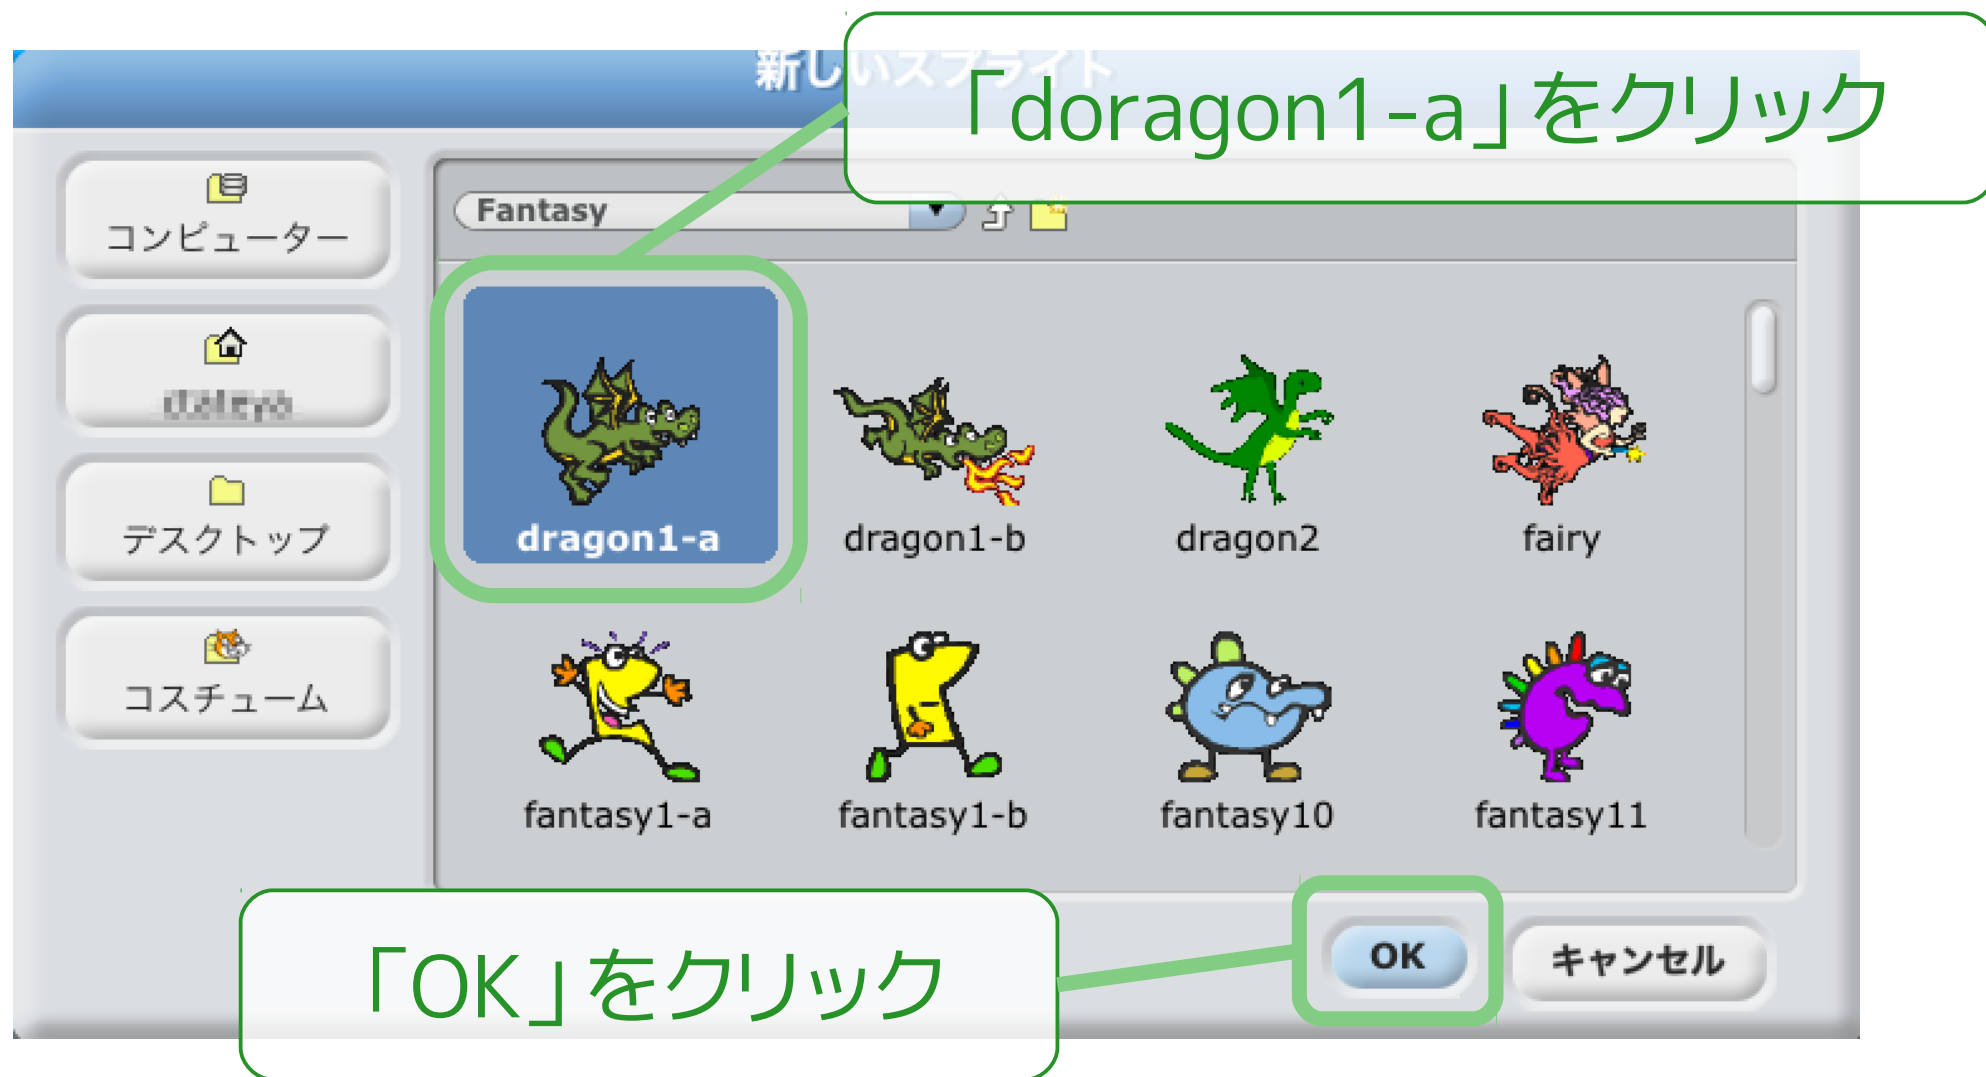 新しいスプライト
「doragon1-a」をクリック
コンピューター
デスクトップ
コスチューム
Fantasy
dragon1-a
dragon1-b
dragon2
fairy
fantasy1-a
fantasy1-b
fantasy10
fantasy11
「OK」をクリック
OK
キャンセル